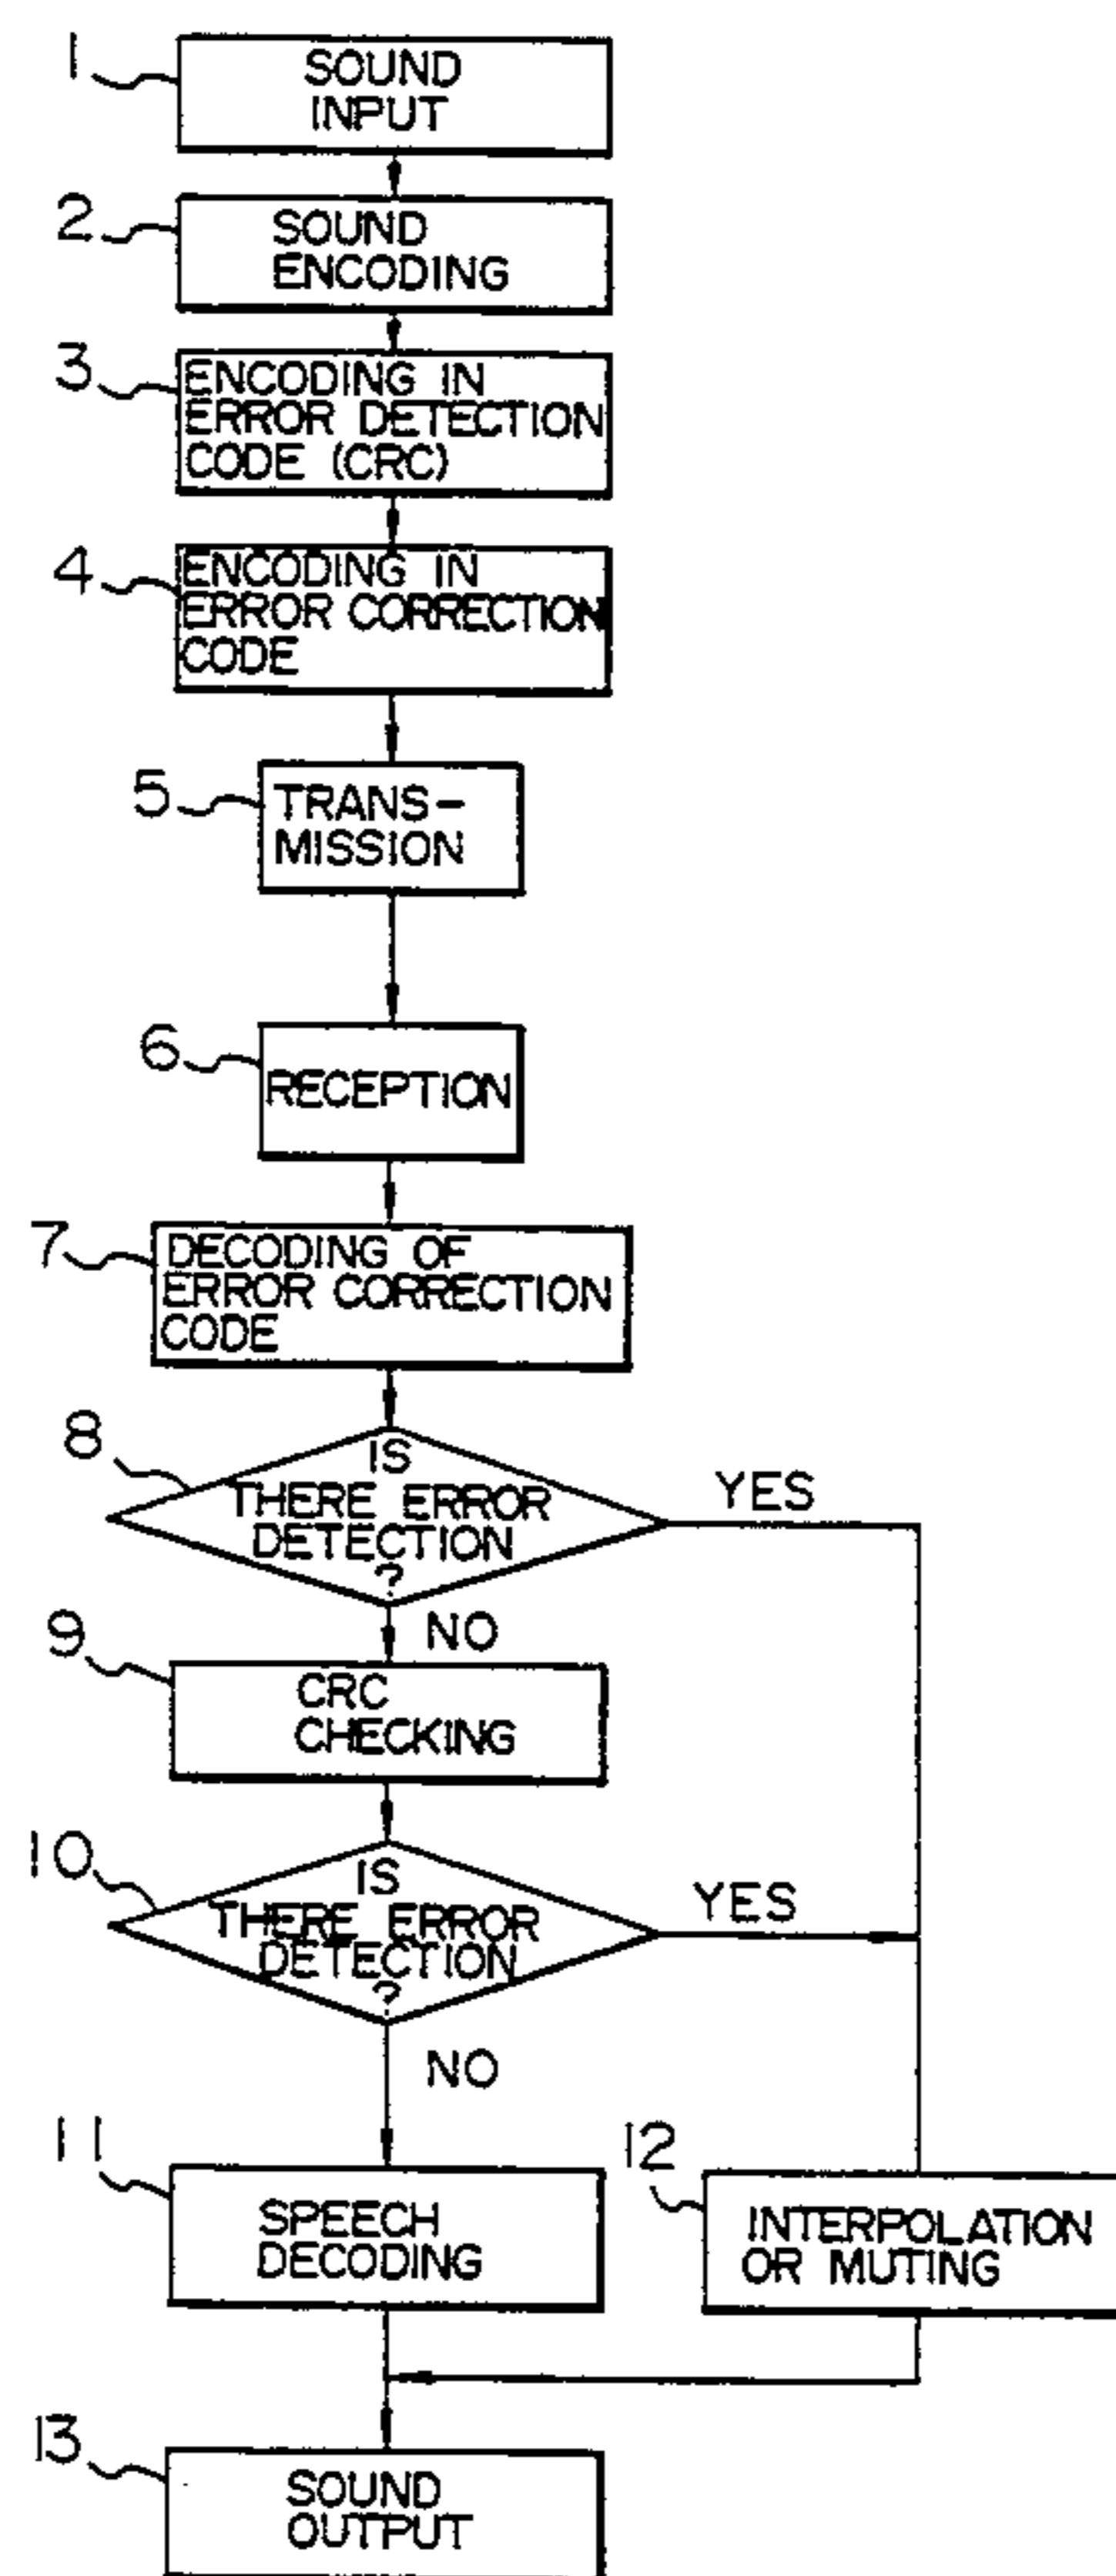 1
SOUND
INPUT
2
SOUND
ENCODING
3
ENCODING IN
ERROR DETECTION
CODE (CRC)
4
ENCODING IN
ERROR CORRECTION
CODE
5
TRANS-
MISSION
6
RECEPTION
7
DECODING OF
ERROR CORRECTION
CODE
8
IS
THERE ERROR
DETECTION
?
YES
NO
9
CRC
CHECKING
10
IS
THERE ERROR
DETECTION
?
YES
NO
11
SPEECH
DECODING
12
INTERPOLATION
OR MUTING
13
SOUND
OUTPUT